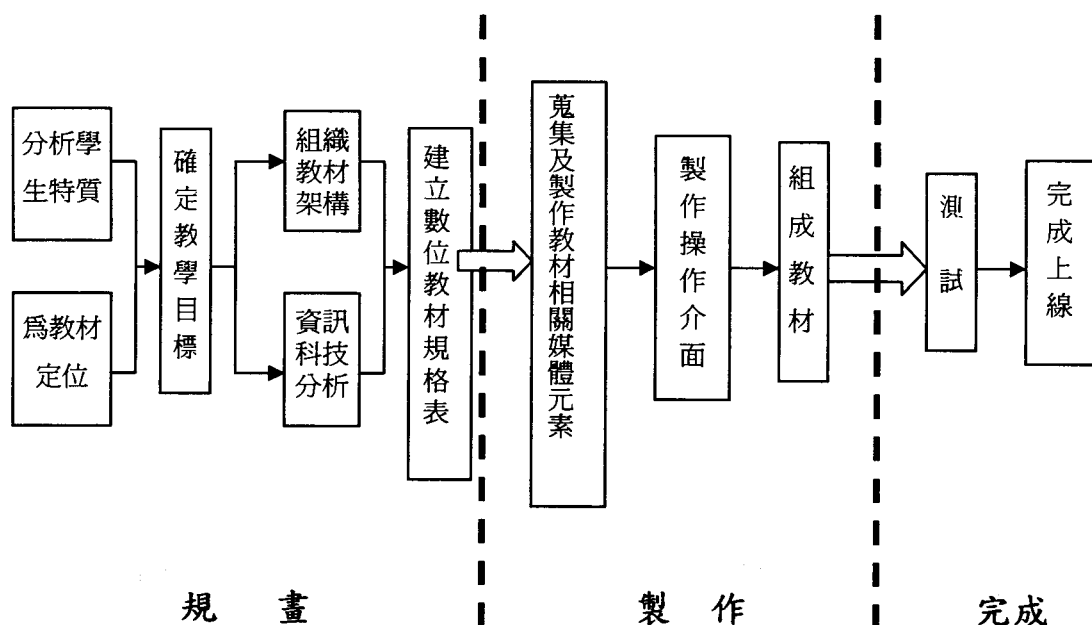 分析學
生特質
為教材
定位
確定教學目標
組織
教材
架構
資訊
科技
分析
建立數位教材規格表
蒐集及製作教材相關媒體元素
製作操作介面
組成教材
測試
完成上線
規畫
製作
完成